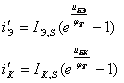 i'_Э = I_{Э,S}(e^{u_{БЭ}/φ_T} − 1)
i'_К = I_{К,S}(e^{u_{БК}/φ_T} − 1)